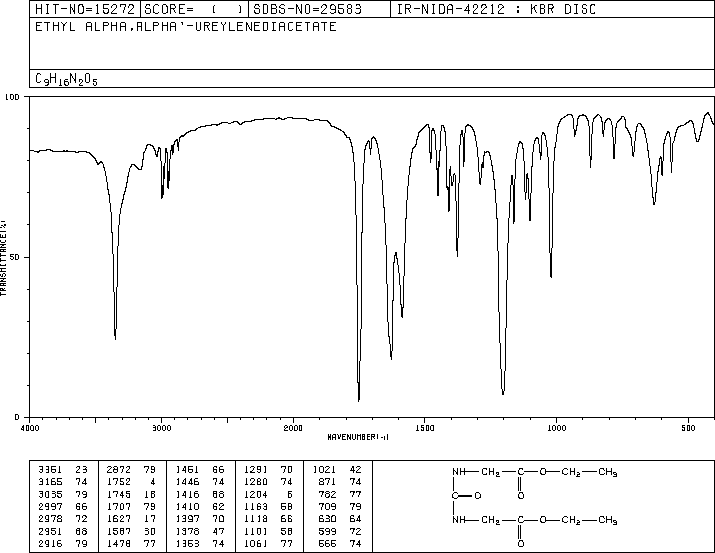 HIT-NO=15272 SCORE= ( ) SDBS-NO=29583 IR-NIDA-42212 : KBR DISC
ETHYL ALPHA,ALPHA'-UREYLENEDIACETATE
C9H16N2O5
100
50
0
TRANSMITTANCE(%)
4000 3000 2000 1500 1000 500
WAVENUMBER(-1)
3351 23 2872 79 1461 66 1291 70 1021 42
3165 74 1752 4 1446 74 1280 74 871 74
3035 79 1745 16 1416 68 1204 6 782 77
2997 66 1707 79 1410 62 1163 58 709 79
2978 72 1627 17 1397 70 1118 66 630 64
2951 68 1587 30 1378 47 1101 58 599 72
2916 79 1478 77 1353 74 1061 77 566 74
NH CH2 C O CH2 CH3
O
C O
NH CH2 C O CH2 CH3
O